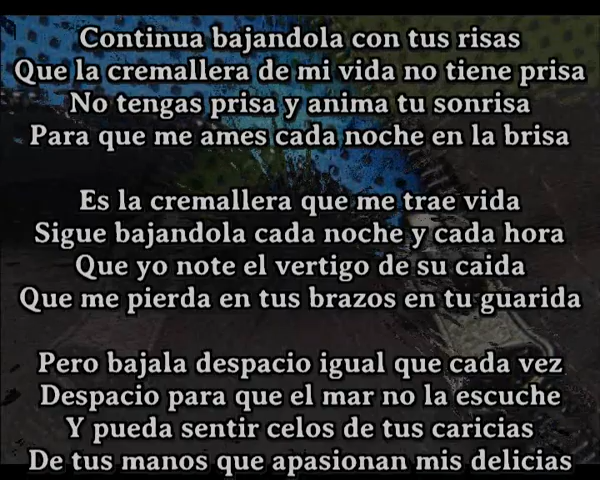 Continua bajandola con tus risas
Que la cremallera de mi vida no tiene prisa
No tengas prisa y anima tu sonrisa
Para que me ames cada noche en la brisa
Es la cremallera que me trae vida
Sigue bajandola cada noche y cada hora
Que yo note el vertigo de su caida
Que me pierda en tus brazos en tu guarida
Pero bajala despacio igual que cada vez
Despacio para que el mar no la escuche
Y pueda sentir celos de tus caricias
De tus manos que apasionan mis delicias